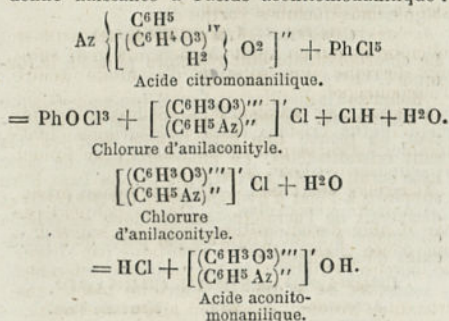 donne naissance à l'acide aconitomonanilique :
C⁶H⁵
Az { [(C⁶H⁴O³)ᴵⱽ } O² ]″ + PhCl⁵
H²
Acide citromonanilique.
= PhOCl³ + [ (C⁶H³O³)‴ (C⁶H⁵Az)″ ]′ Cl + ClH + H²O.
Chlorure d'anilaconityle.
[ (C⁶H³O³)‴ (C⁶H⁵Az)″ ]′ Cl + H²O
Chlorure
d'anilaconityle.
= HCl + [ (C⁶H³O³)‴ (C⁶H⁵Az)″ ]′ OH.
Acide aconito-
monanilique.